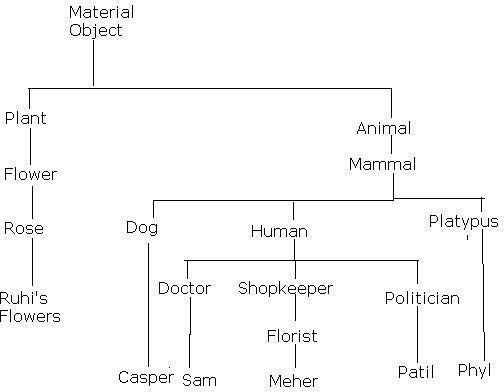 Material
Object
Plant
Animal
Flower
Mammal
Rose
Dog
Human
Platypus
Ruhi's
Flowers
Doctor
Shopkeeper
Politician
Florist
Casper
Sam
Meher
Patil
Phyl